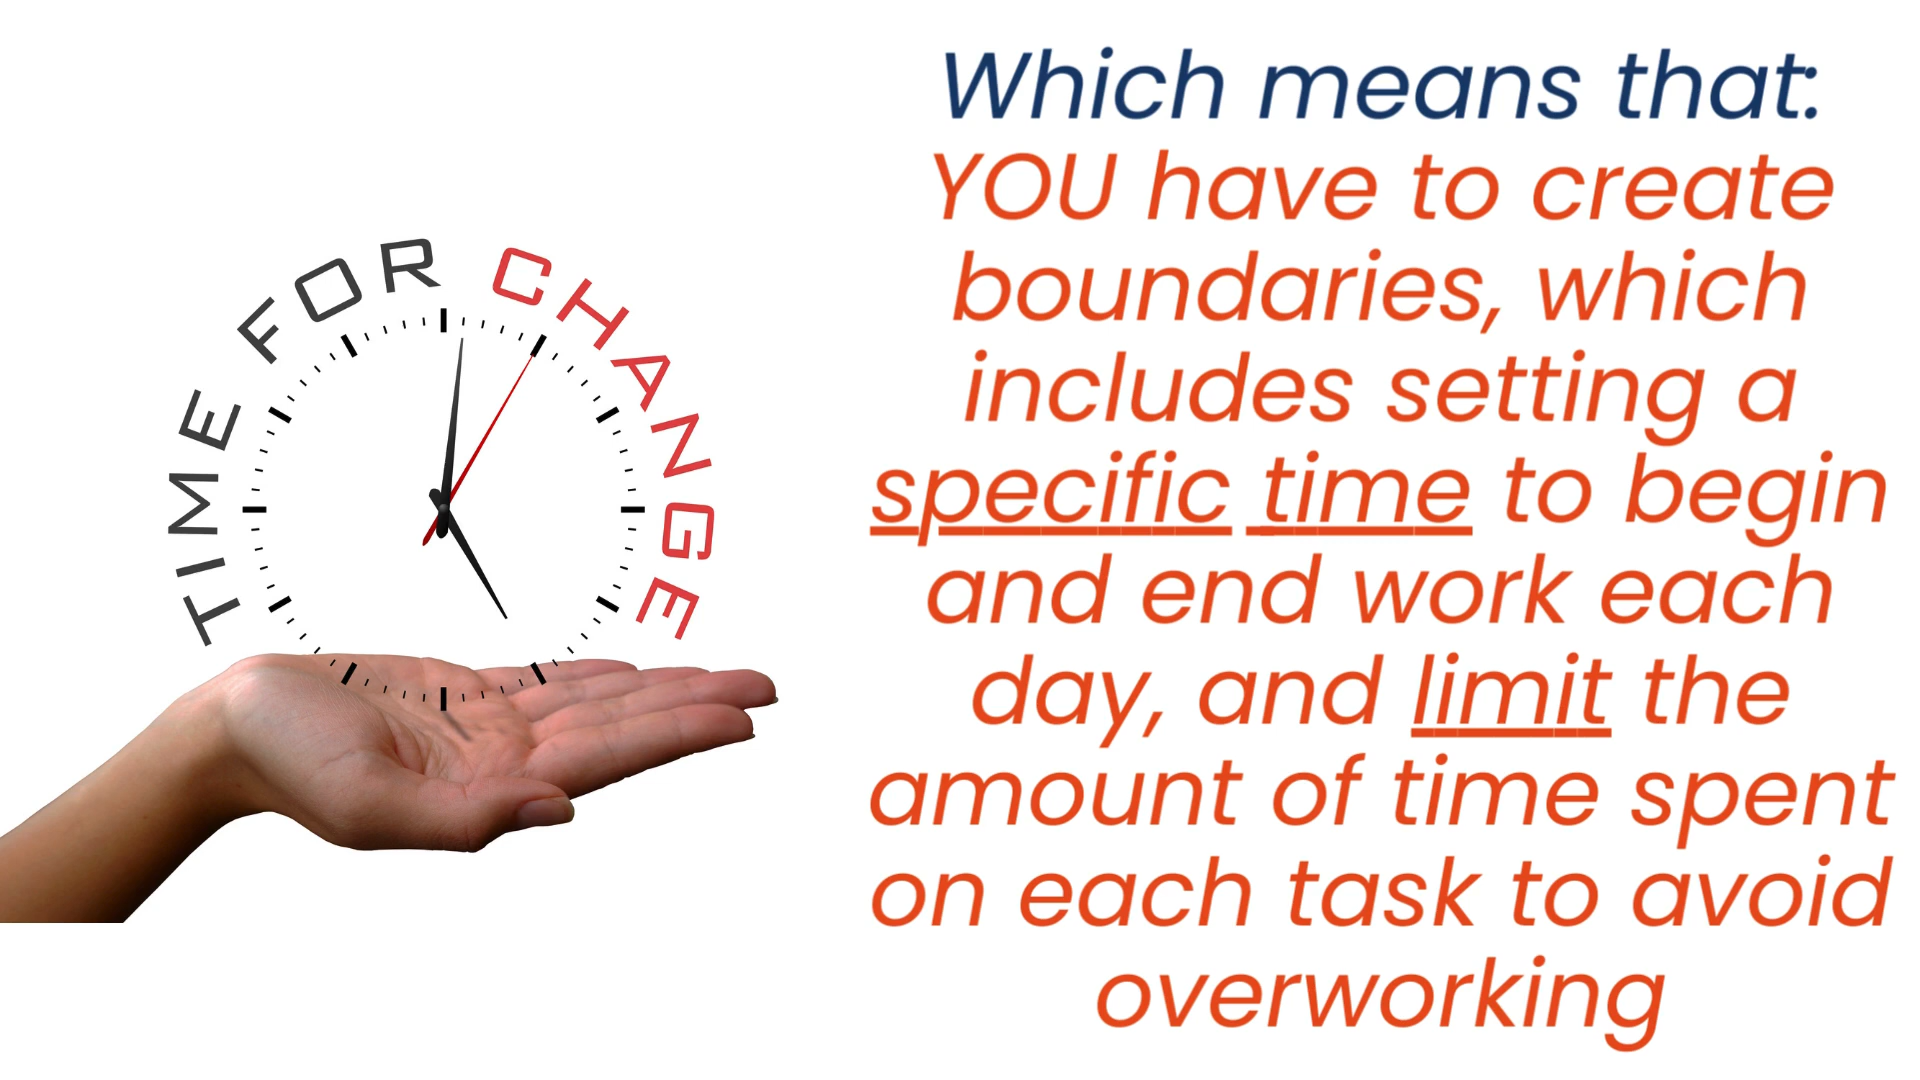 TIME FOR CHANGE
Which means that:
YOU have to create
boundaries, which
includes setting a
specific time to begin
and end work each
day, and limit the
amount of time spent
on each task to avoid
overworking